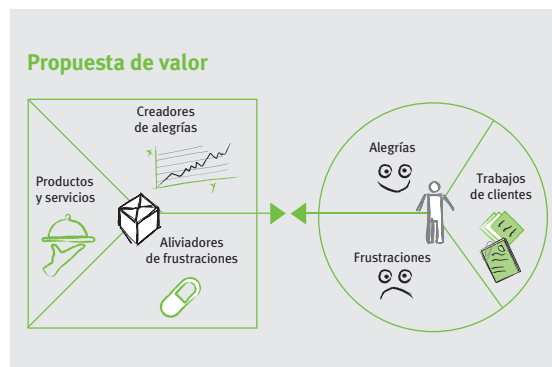 Propuesta de valor
Creadores
de alegrías
x
y
Productos
y servicios
Aliviadores
de frustraciones
Alegrías
Trabajos
de clientes
Frustraciones